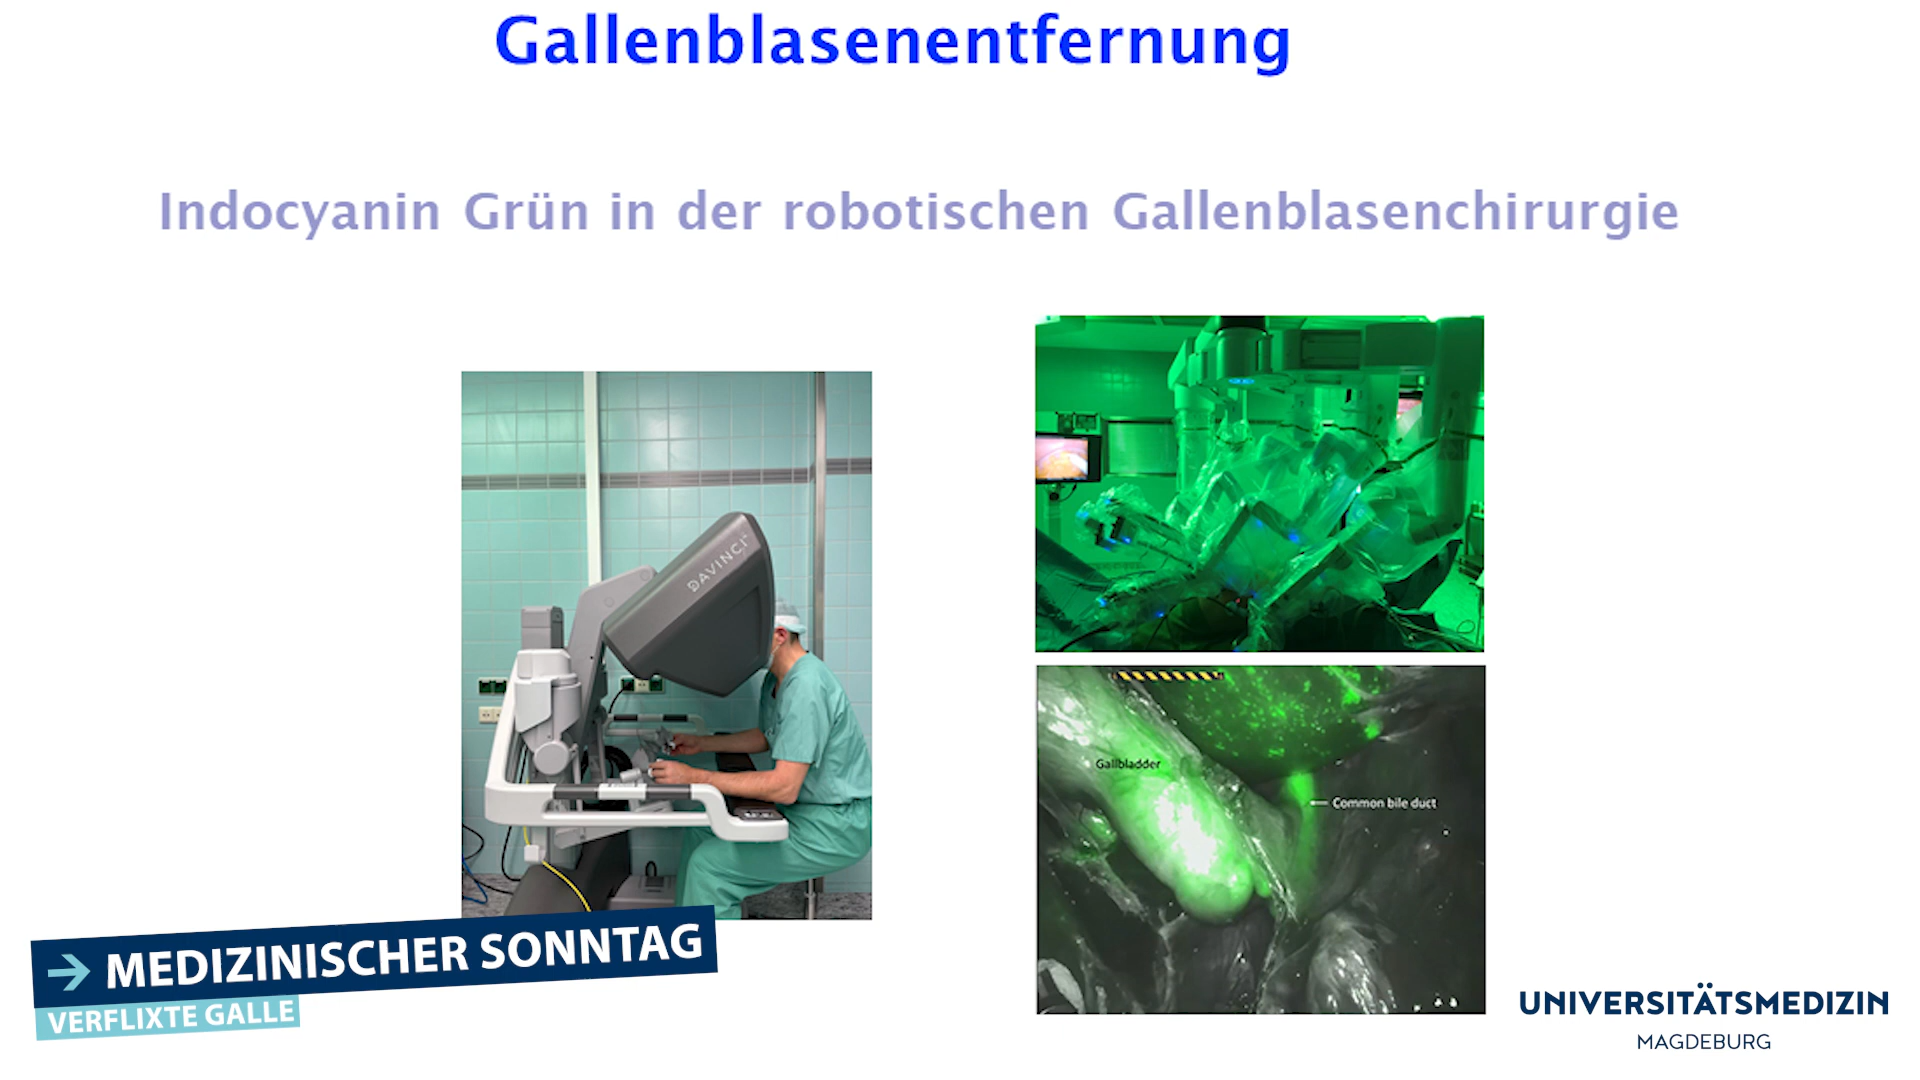 Gallenblasenentfernung
Indocyanin Grün in der robotischen Gallenblasenchirurgie
DAVINCI
Gallbladder
Common bile duct
→ MEDIZINISCHER SONNTAG
VERFLIXTE GALLE
UNIVERSITÄTSMEDIZIN
MAGDEBURG